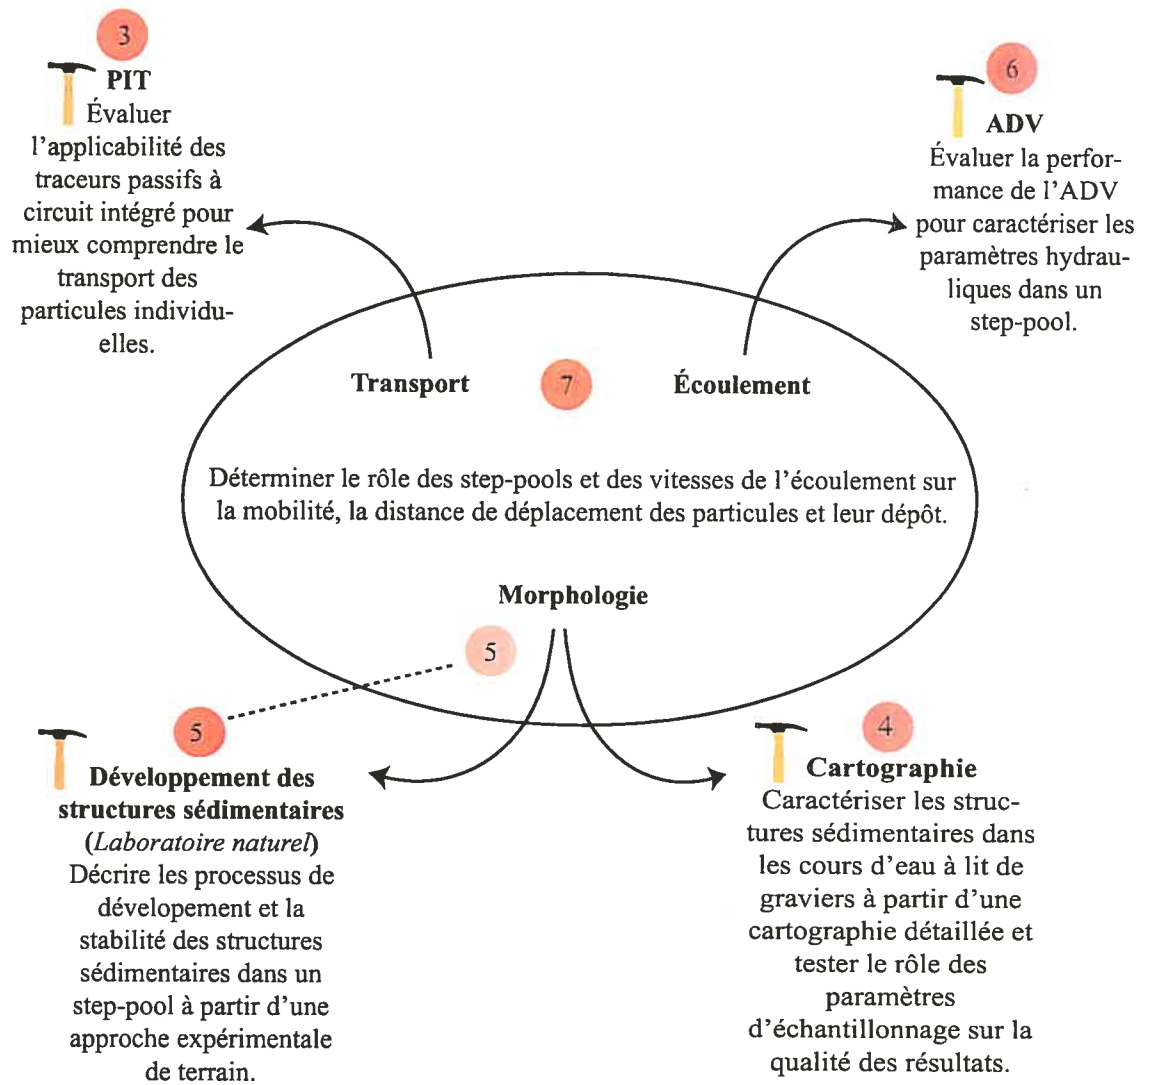 3
PIT
Évaluer
l'applicabilité des
traceurs passifs à
circuit intégré pour
mieux comprendre le
transport des
particules individu-
elles.
6
ADV
Évaluer la perfor-
mance de l'ADV
pour caractériser les
paramètres hydrau-
liques dans un
step-pool.
Transport
7
Écoulement
Déterminer le rôle des step-pools et des vitesses de l'écoulement sur
la mobilité, la distance de déplacement des particules et leur dépôt.
Morphologie
5
5
Développement des
structures sédimentaires
(Laboratoire naturel)
Décrire les processus de
dévelopement et la
stabilité des structures
sédimentaires dans un
step-pool à partir d'une
approche expérimentale
de terrain.
4
Cartographie
Caractériser les struc-
tures sédimentaires dans
les cours d'eau à lit de
graviers à partir d'une
cartographie détaillée et
tester le rôle des
paramètres
d'échantillonnage sur la
qualité des résultats.